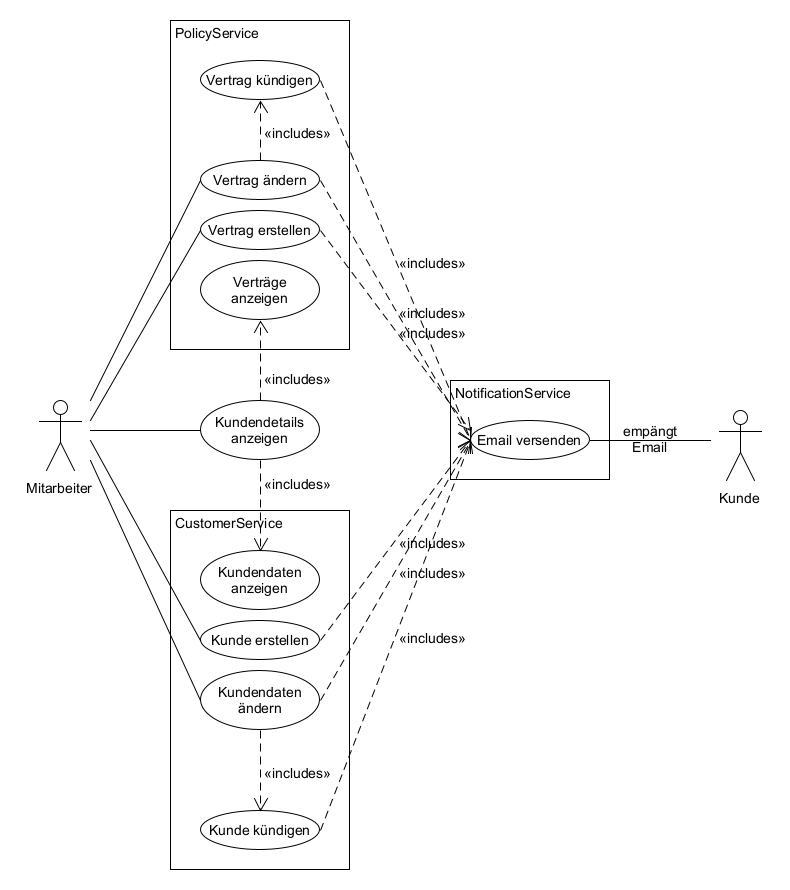 PolicyService
Vertrag kündigen
«includes»
Vertrag ändern
Vertrag erstellen
Verträge
anzeigen
«includes»
«includes»
«includes»
«includes»
Kundendetails
anzeigen
«includes»
NotificationService
Email versenden
empängt
Email
Mitarbeiter
Kunde
CustomerService
Kundendaten
anzeigen
Kunde erstellen
Kundendaten
ändern
«includes»
Kunde kündigen
«includes»
«includes»
«includes»